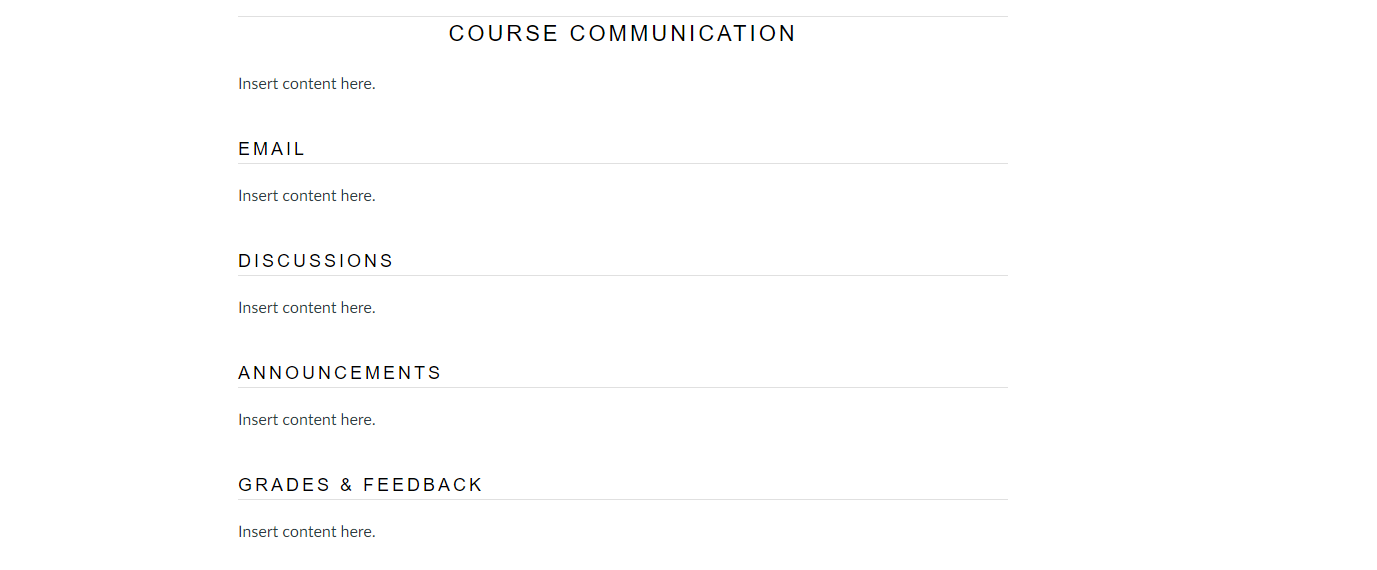 COURSE COMMUNICATION
Insert content here.
EMAIL
Insert content here.
DISCUSSIONS
Insert content here.
ANNOUNCEMENTS
Insert content here.
GRADES & FEEDBACK
Insert content here.